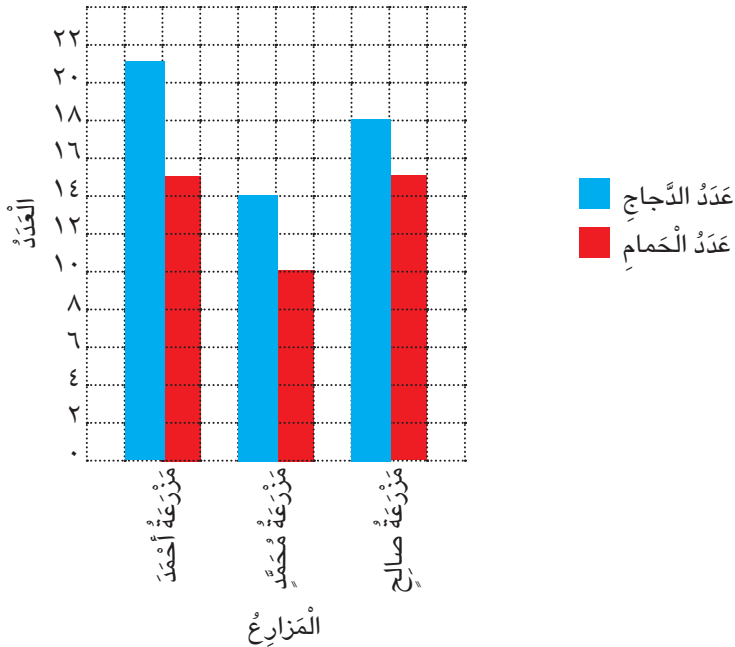 ٢٢
٢٠
١٨
١٦
١٤
١٢
١٠
٨
٦
٤
٢
٠
الْعَدَدُ
مَزْرَعَةُ أَحْمَدَ
مَزْرَعَةُ مُحَمَّدٍ
مَزْرَعَةُ صالِحٍ
الْمَزارِعُ
عَدَدُ الدَّجاجِ
عَدَدُ الْحَمامِ